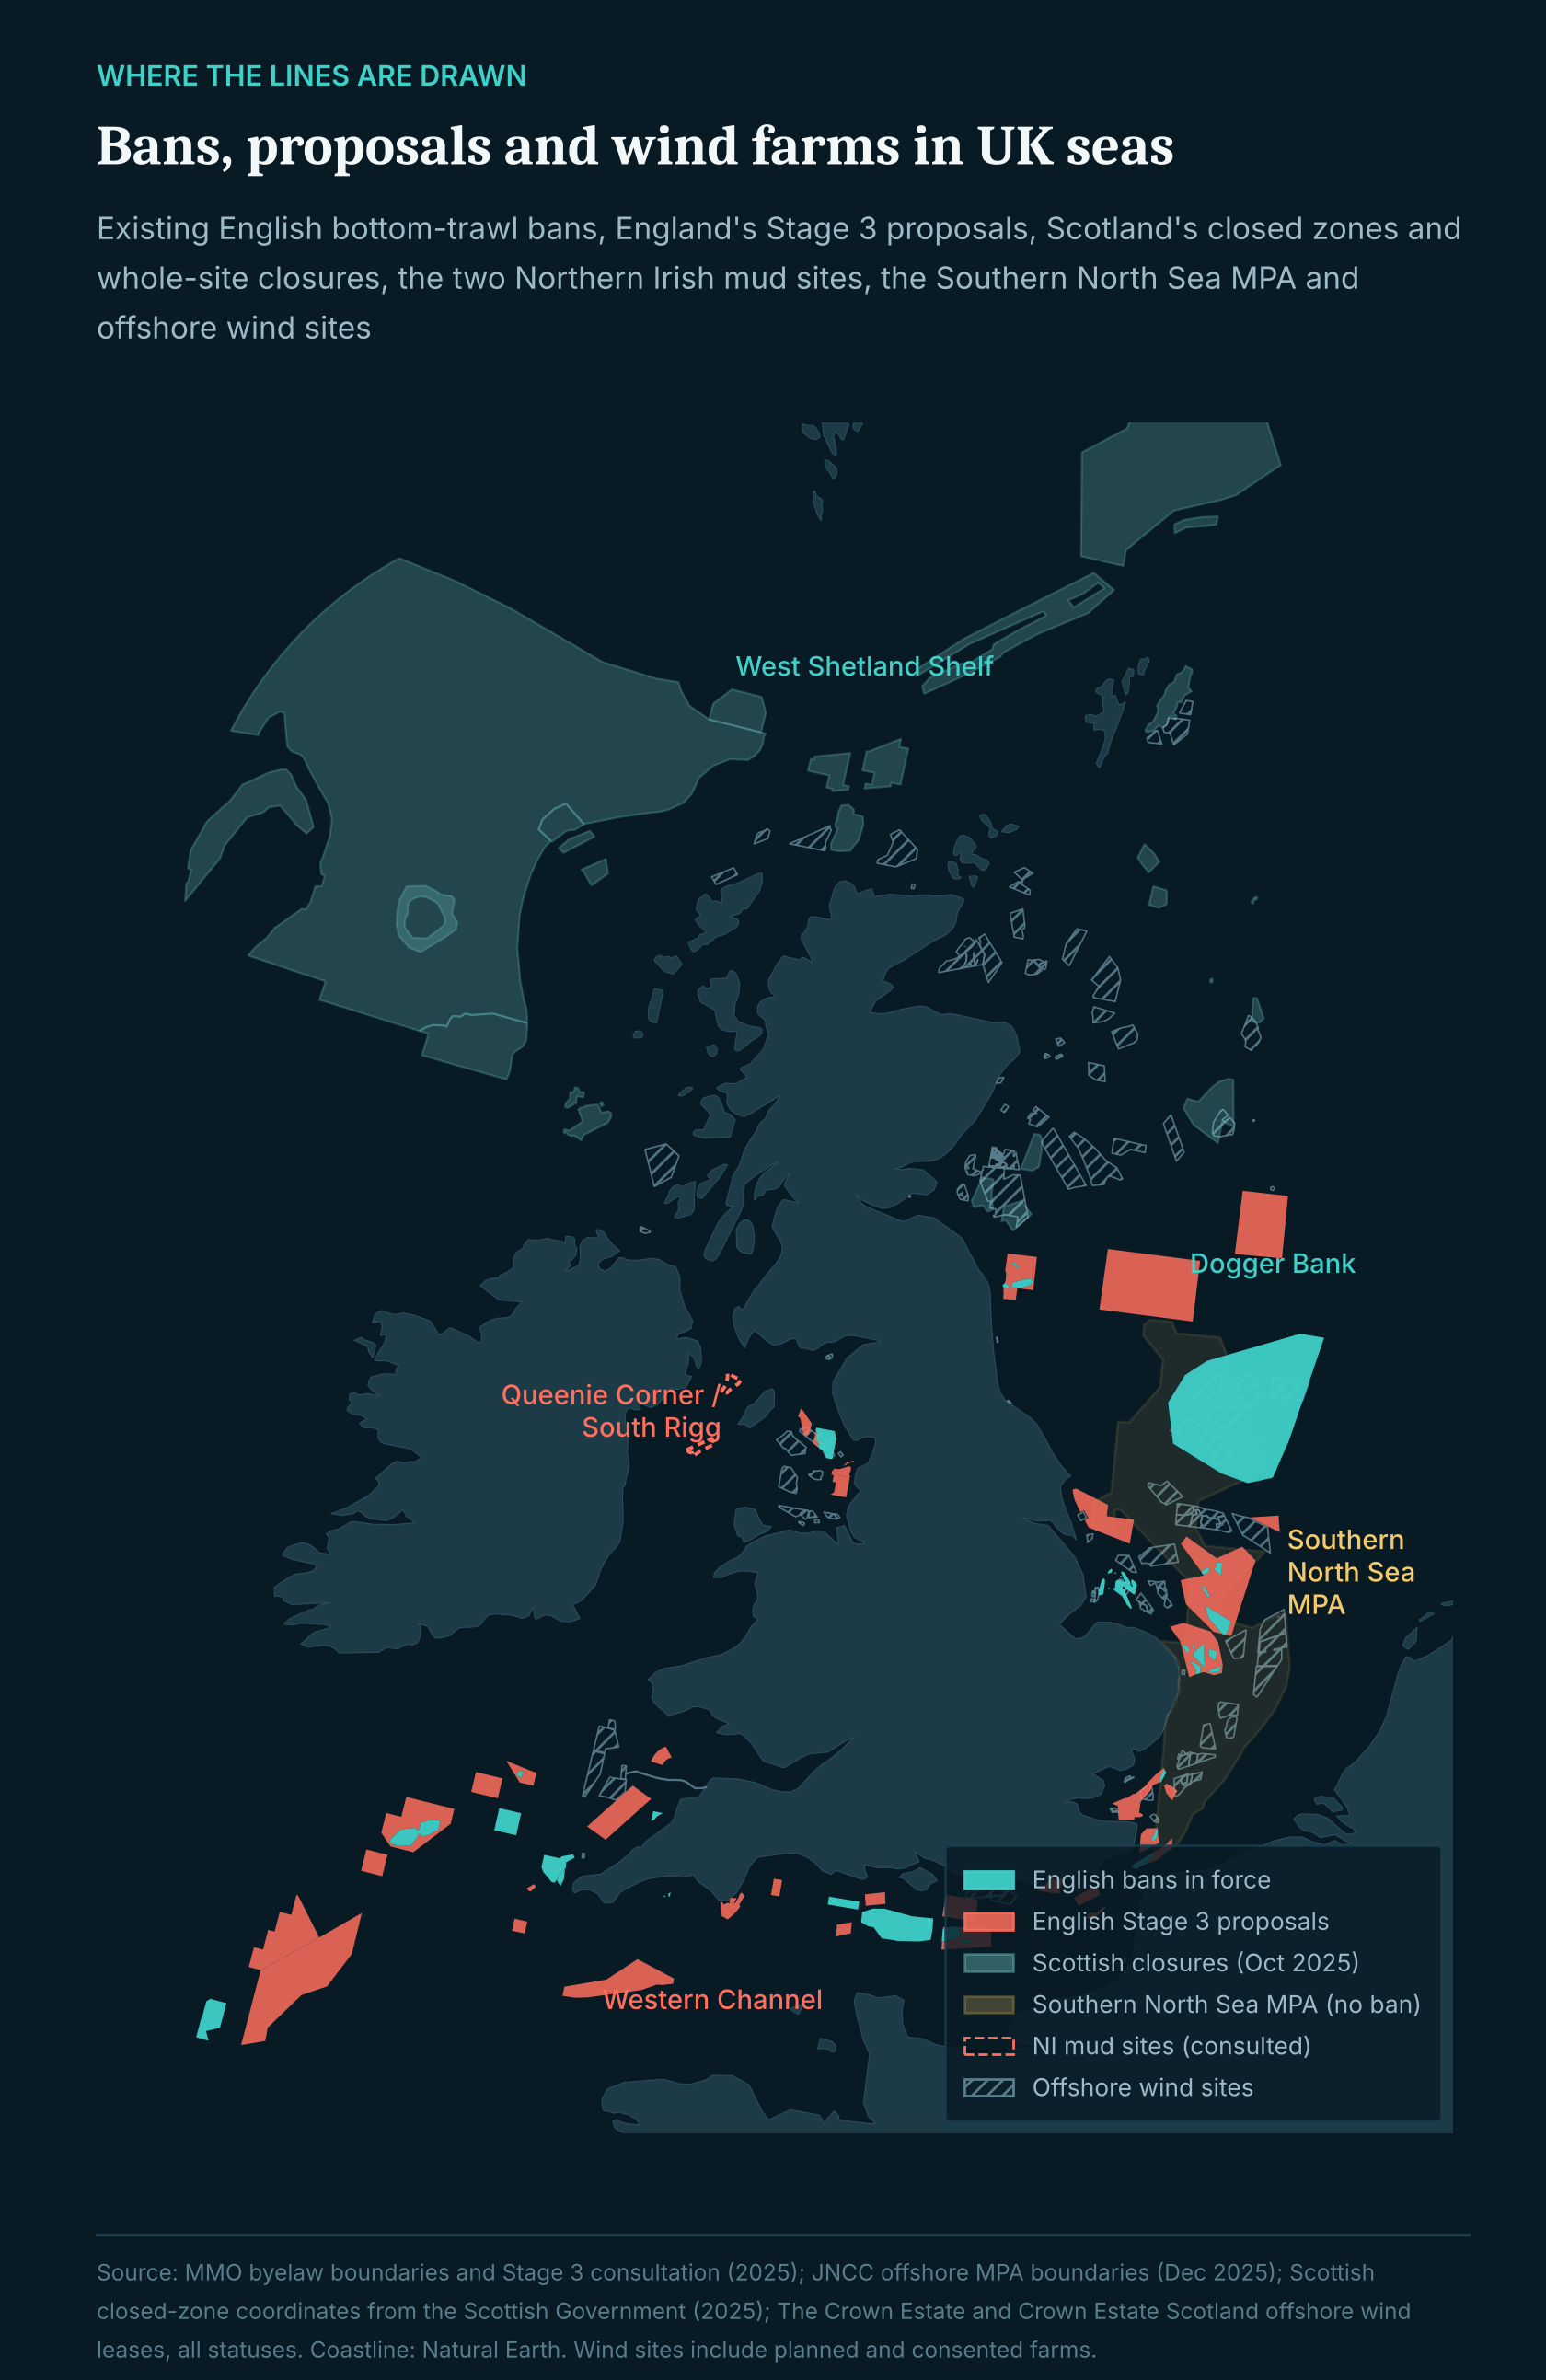 WHERE THE LINES ARE DRAWN
Bans, proposals and wind farms in UK seas
Existing English bottom-trawl bans, England's Stage 3 proposals, Scotland's closed zones and
whole-site closures, the two Northern Irish mud sites, the Southern North Sea MPA and
offshore wind sites
West Shetland Shelf
Dogger Bank
Queenie Corner /
South Rigg
Southern
North Sea
MPA
Western Channel
English bans in force
English Stage 3 proposals
Scottish closures (Oct 2025)
Southern North Sea MPA (no ban)
NI mud sites (consulted)
Offshore wind sites
Source: MMO byelaw boundaries and Stage 3 consultation (2025); JNCC offshore MPA boundaries (Dec 2025); Scottish
closed-zone coordinates from the Scottish Government (2025); The Crown Estate and Crown Estate Scotland offshore wind
leases, all statuses. Coastline: Natural Earth. Wind sites include planned and consented farms.